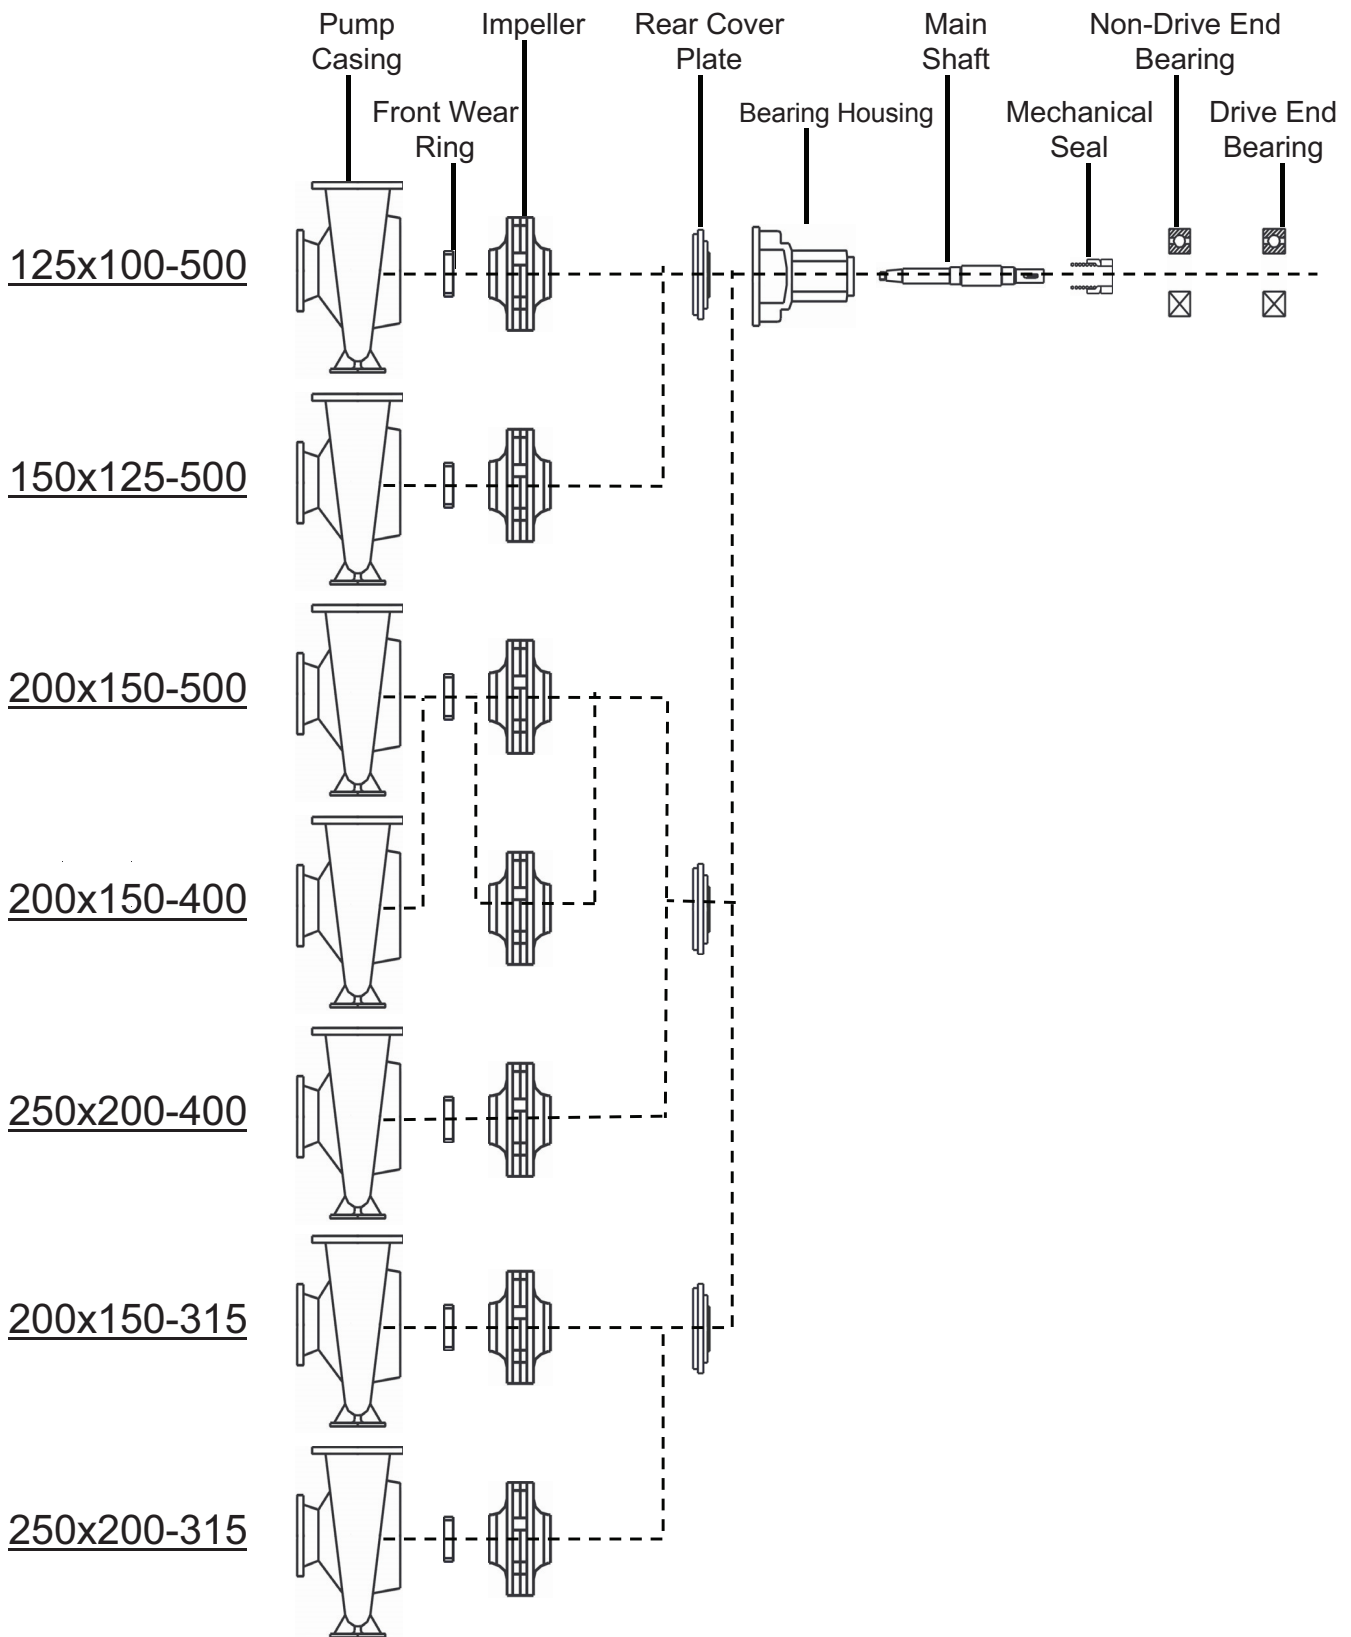 Pump
Casing
Impeller
Rear Cover
Plate
Main
Shaft
Non-Drive End
Bearing
Front Wear
Ring
Bearing Housing
Mechanical
Seal
Drive End
Bearing
125x100-500
150x125-500
200x150-500
200x150-400
250x200-400
200x150-315
250x200-315